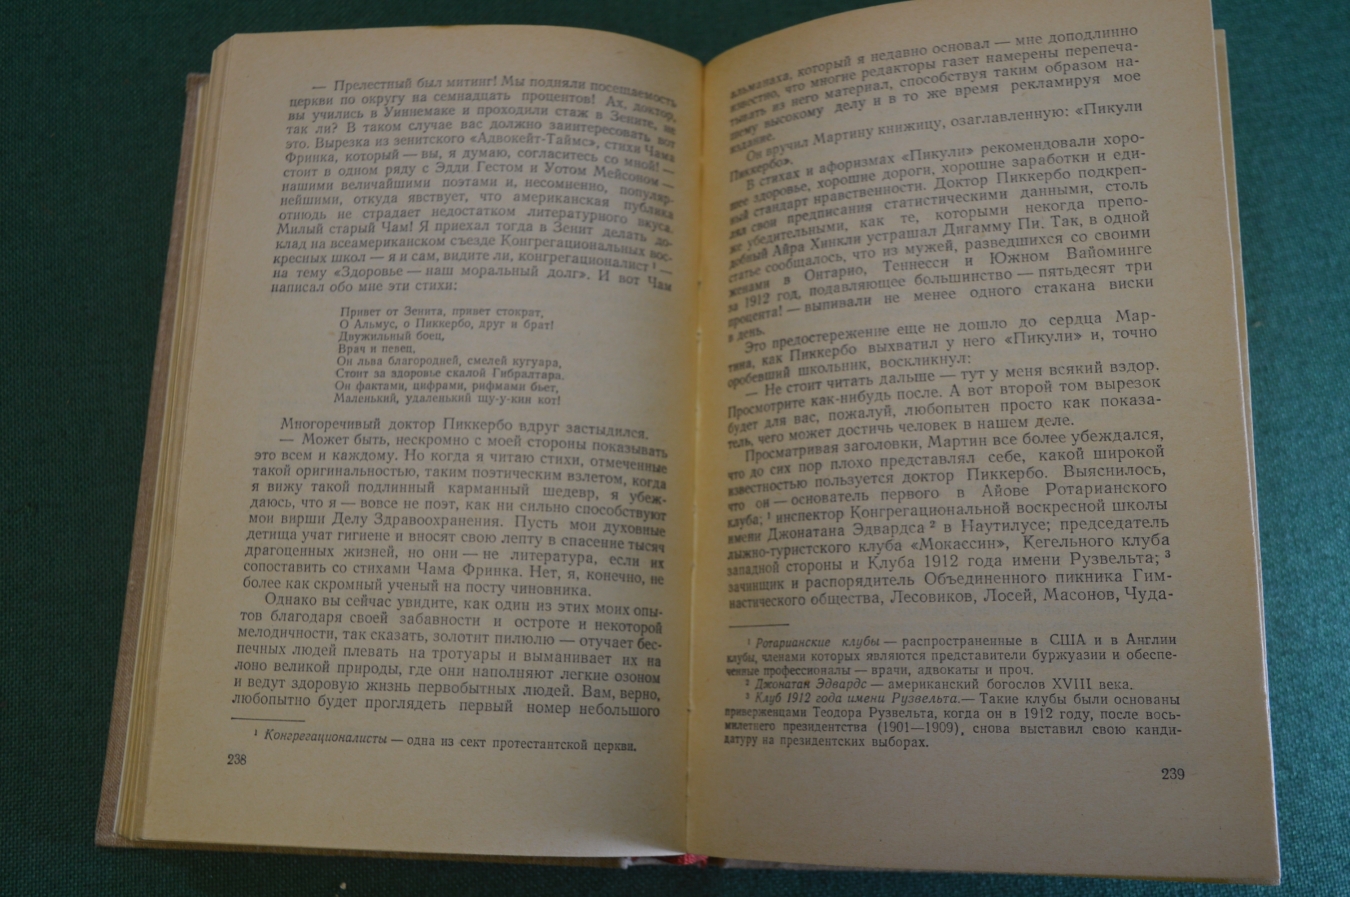 — Прелестный был митинг! Мы подняли посещаемость
церкви по округу на семнадцать процентов! Ах, доктор,
вы учились в Уиннемаке и проходили стаж в Зените, не
так ли? В таком случае вас должно заинтересовать вот
это. Вырезка из зенитского «Адвокейт-Таймс», стихи Чама
Фринка, который — вы, я думаю, согласитесь со мной! —
стоит в одном ряду с Эдди Гестом и Уотом Мейсоном —
нашими величайшими поэтами и, несомненно, популяр-
нейшими, откуда явствует, что американская публика
отнюдь не страдает недостатком литературного вкуса.
Милый старый Чам! Я приехал тогда в Зенит делать до-
клад на всеамериканском съезде Конгрегациональных вос-
кресных школ — я и сам, видите ли, конгрегационалист ¹ —
на тему «Здоровье — наш моральный долг». И вот Чам
написал обо мне эти стихи:
Привет от Зенита, привет стократ,
О Альмус, о Пиккербо, друг и брат!
Двужильный боец,
Врач и певец,
Он льва благородней, смелей кугуара,
Стоит за здоровье скалой Гибралтара.
Он фактами, цифрами, рифмами бьет,
Маленький, удаленький шу-у-кин кот!
Многоречивый доктор Пиккербо вдруг застыдился.
— Может быть, нескромно с моей стороны показывать
это всем и каждому. Но когда я читаю стихи, отмеченные
такой оригинальностью, таким поэтическим взлетом, когда
я вижу такой подлинный карманный шедевр, я убеж-
даюсь, что я — вовсе не поэт, как ни сильно способствуют
мои вирши Делу Здравоохранения. Пусть мои духовные
детища учат гигиене и вносят свою лепту в спасение тысяч
драгоценных жизней, но они — не литература, если их
сопоставить со стихами Чама Фринка. Нет, я, конечно, не
более как скромный ученый на посту чиновника.
Однако вы сейчас увидите, как один из этих моих опы-
тов благодаря своей забавности и остроте и некоторой
мелодичности, так сказать, золотит пилюлю — отучает бес-
печных людей плевать на тротуары и выманивает их на
лоно великой природы, где они наполняют легкие озоном
и ведут здоровую жизнь первобытных людей. Вам, верно,
любопытно будет проглядеть первый номер небольшого
¹ Конгрегационалисты — одна из сект протестантской церкви.
238
альманаха, который я недавно основал — мне доподлинно
известно, что многие редакторы газет намерены перепеча-
тывать из него материал, способствуя таким образом на-
шему высокому делу и в то же время рекламируя мое
издание.
Он вручил Мартину книжицу, озаглавленную: «Пикули
Пиккербо».
В стихах и афоризмах «Пикули» рекомендовали хоро-
шее здоровье, хорошие дороги, хорошие заработки и еди-
ный стандарт нравственности. Доктор Пиккербо подкреп-
лял свои предписания статистическими данными, столь
же убедительными, как те, которыми некогда препо-
добный Айра Хинкли устрашал Дигамму Пи. Так, в одной
статье сообщалось, что из мужей, разведшихся со своими
женами в Онтарио, Теннесси и Южном Вайоминге
за 1912 год, подавляющее большинство — пятьдесят три
процента! — выпивали не менее одного стакана виски
в день.
Это предостережение еще не дошло до сердца Мар-
тина, как Пиккербо выхватил у него «Пикули» и, точно
оробевший школьник, воскликнул:
— Не стоит читать дальше — тут у меня всякий вздор.
Просмотрите как-нибудь после. А вот второй том вырезок
будет для вас, пожалуй, любопытен просто как показа-
тель, чего может достичь человек в нашем деле.
Просматривая заголовки, Мартин все более убеждался,
что до сих пор плохо представлял себе, какой широкой
известностью пользуется доктор Пиккербо. Выяснилось,
что он — основатель первого в Айове Ротарианского
клуба; ¹ инспектор Конгрегациональной воскресной школы
имени Джонатана Эдвардса ² в Наутилусе; председатель
лыжно-туристского клуба «Мокассин», Кегельного клуба
западной стороны и Клуба 1912 года имени Рузвельта; ³
зачинщик и распорядитель Объединенного пикника Гим-
настического общества, Лесовиков, Лосей, Масонов, Чуда-
¹ Ротарианские клубы — распространенные в США и в Англии
клубы, членами которых являются представители буржуазии и обеспе-
ченные профессионалы — врачи, адвокаты и проч.
² Джонатан Эдвардс — американский богослов XVIII века.
³ Клуб 1912 года имени Рузвельта.— Такие клубы были основаны
приверженцами Теодора Рузвельта, когда он в 1912 году, после вось-
милетнего президентства (1901—1909), снова выставил свою канди-
датуру на президентских выборах.
239